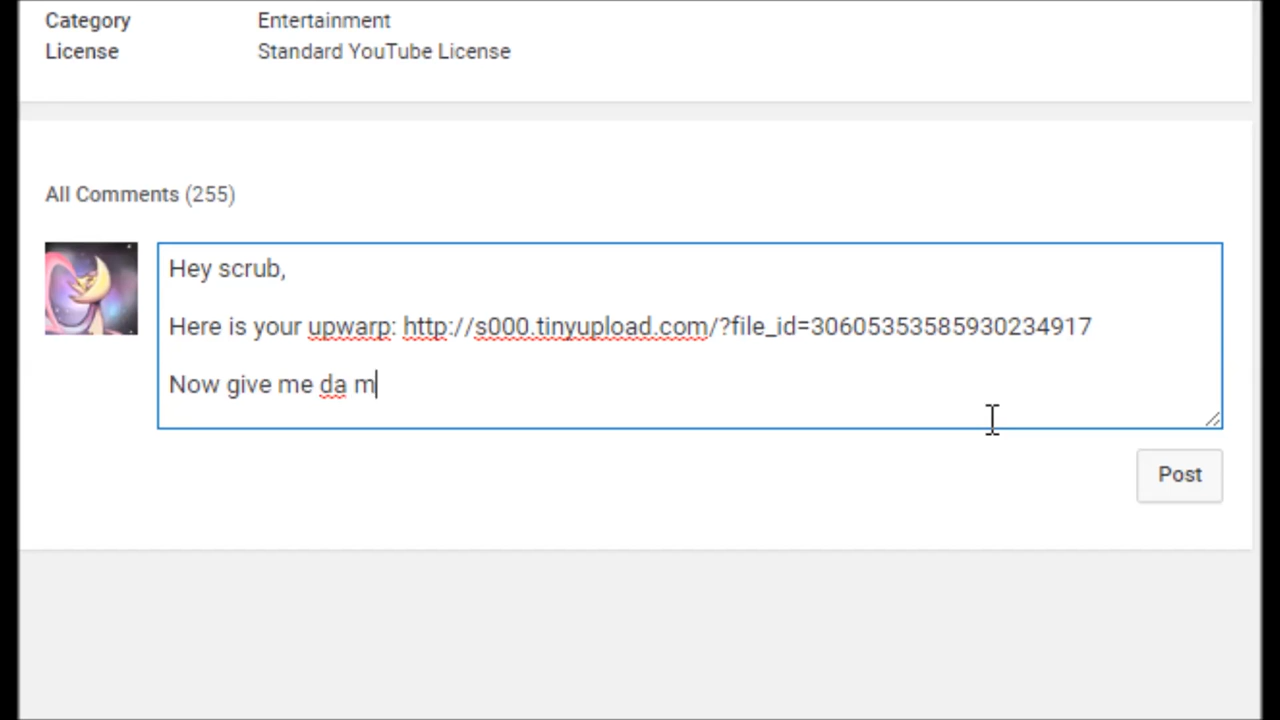 Category Entertainment
License Standard YouTube License
All Comments (255)
Hey scrub,
Here is your upwarp: http://s000.tinyupload.com/?file_id=30605353585930234917
Now give me da m
Post